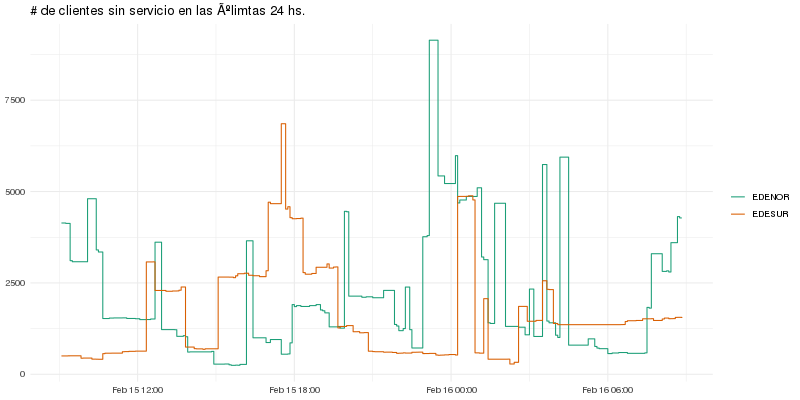 # de clientes sin servicio en las Ãºlimtas 24 hs.
7500
5000
2500
0
Feb 15 12:00
Feb 15 18:00
Feb 16 00:00
Feb 16 06:00
EDENOR
EDESUR